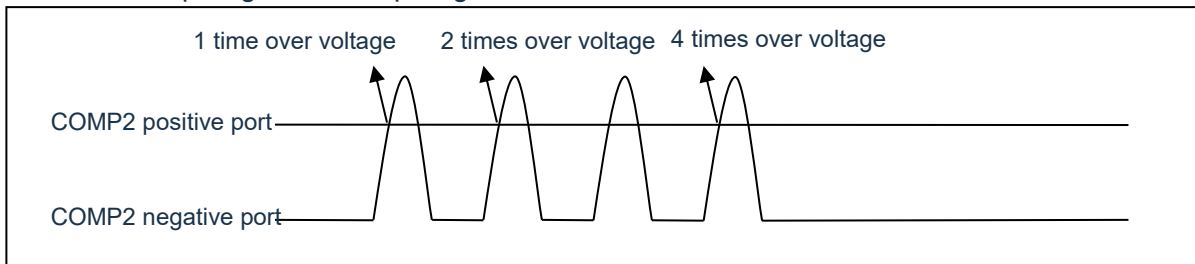 1 time over voltage 2 times over voltage 4 times over voltage
COMP2 positive port
COMP2 negative port